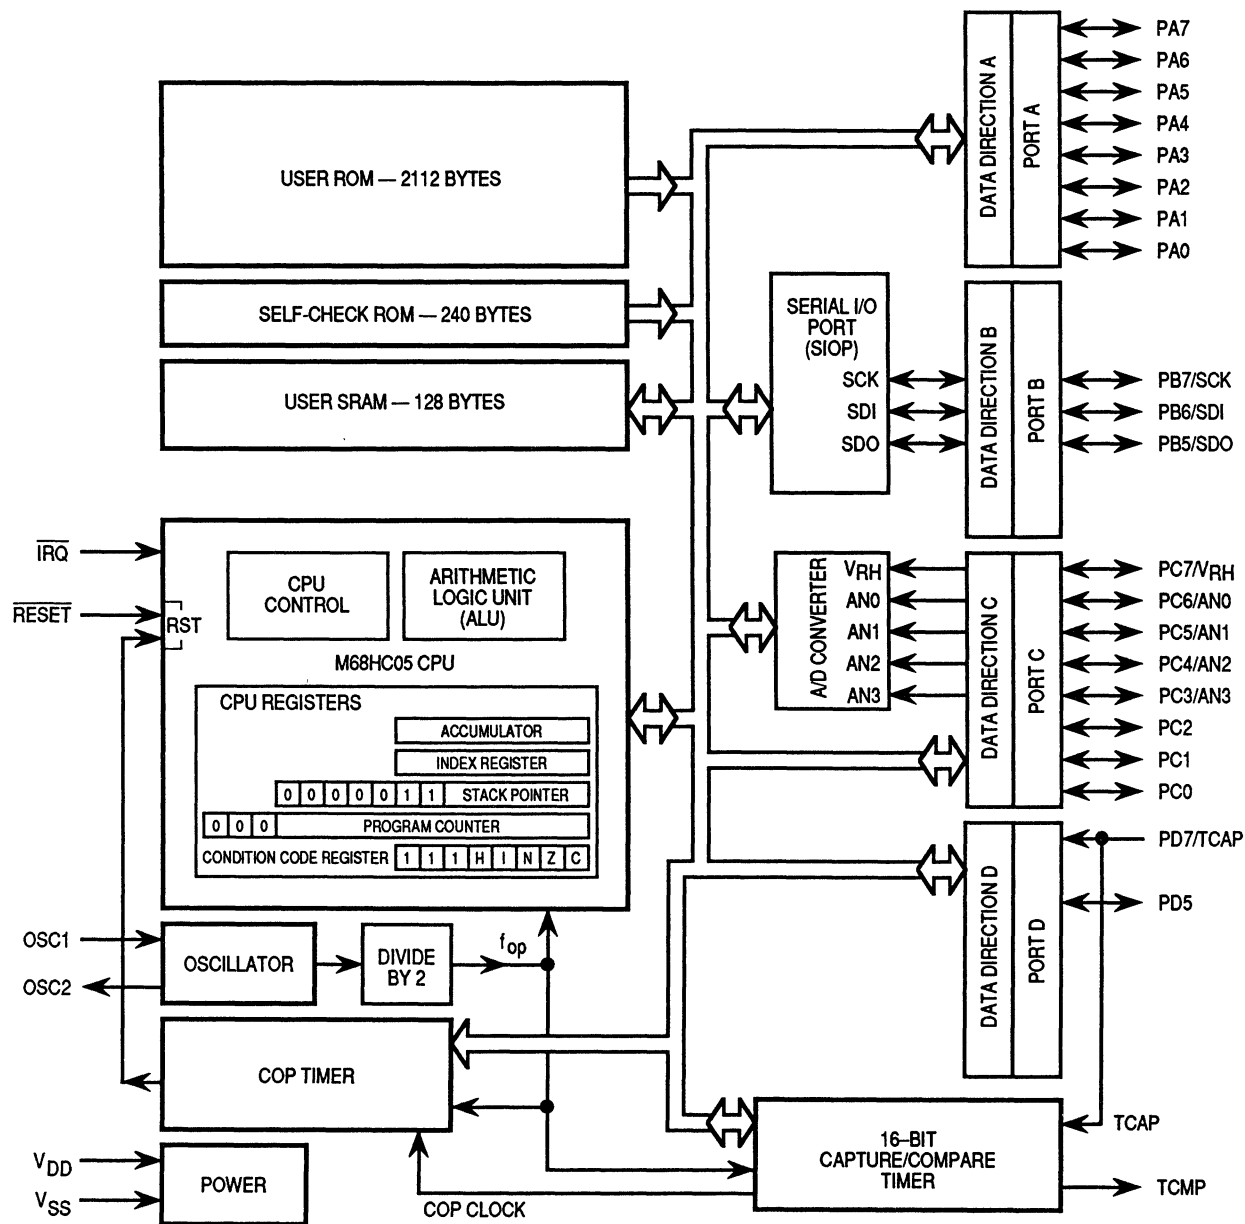 USER ROM — 2112 BYTES
SELF-CHECK ROM — 240 BYTES
USER SRAM — 128 BYTES
IRQ
RESET
RST
CPU
CONTROL
ARITHMETIC
LOGIC UNIT
(ALU)
M68HC05 CPU
CPU REGISTERS
ACCUMULATOR
INDEX REGISTER
0 0 0 0 0 1 1 STACK POINTER
0 0 0 PROGRAM COUNTER
CONDITION CODE REGISTER 1 1 1 H I N Z C
OSC1
OSC2
OSCILLATOR
DIVIDE
BY 2
fop
COP TIMER
VDD
VSS
POWER
COP CLOCK
DATA DIRECTION A
PORT A
PA7
PA6
PA5
PA4
PA3
PA2
PA1
PA0
SERIAL I/O
PORT
(SIOP)
SCK
SDI
SDO
DATA DIRECTION B
PORT B
PB7/SCK
PB6/SDI
PB5/SDO
A/D CONVERTER
VRH
AN0
AN1
AN2
AN3
DATA DIRECTION C
PORT C
PC7/VRH
PC6/AN0
PC5/AN1
PC4/AN2
PC3/AN3
PC2
PC1
PC0
DATA DIRECTION D
PORT D
PD7/TCAP
PD5
16–BIT
CAPTURE/COMPARE
TIMER
TCAP
TCMP